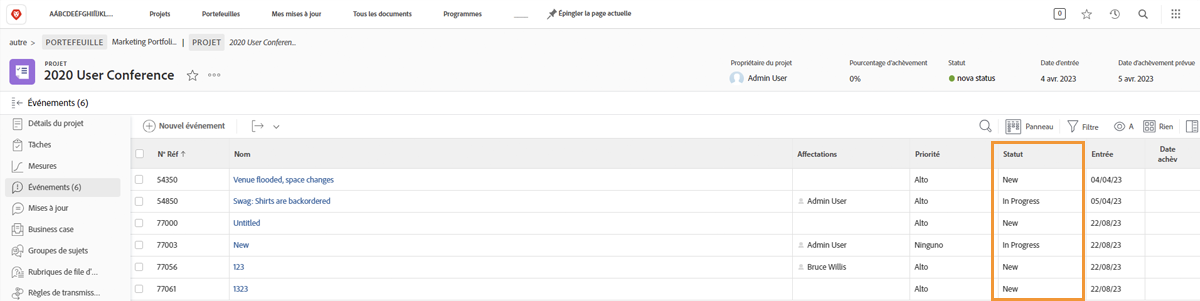 AÀBCDEÉFGHIÎJKL... Projets Portefeuilles Mes mises à jour Tous les documents Programmes Épingler la page actuelle 0
autre > PORTEFEUILLE Marketing Portfoli... | PROJET 2020 User Conferen...
PROJET
2020 User Conference
Propriétaire du projet Pourcentage d'achèvement Statut Date d'entrée Date d'achèvement prévue
Admin User 0% nova status 4 avr. 2023 5 avr. 2023
Événements (6)
Détails du projet
Tâches
Mesures
Événements (6)
Mises à jour
Business case
Groupes de sujets
Rubriques de file d'...
Règles de transmiss...
Nouvel événement Panneau Filtre A Rien
N° Réf ↑ Nom Affectations Priorité Statut Entrée Date achèv
54350 Venue flooded, space changes Alto New 04/04/23
54850 Swag: Shirts are backordered Admin User Alto In Progress 05/04/23
77000 Untitled Alto New 22/08/23
77003 New Admin User Ninguno In Progress 22/08/23
77056 123 Bruce Willis Alto New 22/08/23
77061 1323 Alto New 22/08/23